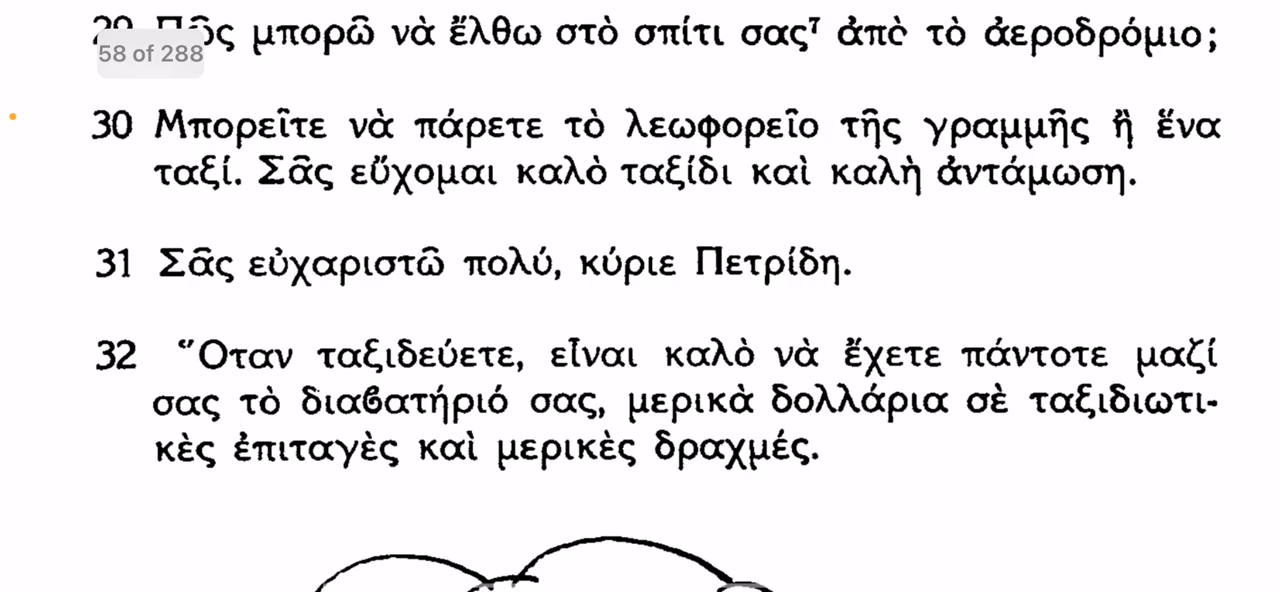 29 Πῶς μπορῶ νὰ ἔλθω στὸ σπίτι σας⁷ ἀπὸ τὸ ἀεροδρόμιο;
58 of 288
30 Μπορεῖτε νὰ πάρετε τὸ λεωφορεῖο τῆς γραμμῆς ἢ ἕνα
ταξί. Σᾶς εὔχομαι καλὸ ταξίδι καὶ καλὴ ἀντάμωση.
31 Σᾶς εὐχαριστῶ πολύ, κύριε Πετρίδη.
32 Ὅταν ταξιδεύετε, εἶναι καλὸ νὰ ἔχετε πάντοτε μαζί
σας τὸ διαϐατήριό σας, μερικὰ δολλάρια σὲ ταξιδιωτι-
κὲς ἐπιταγὲς καὶ μερικὲς δραχμές.